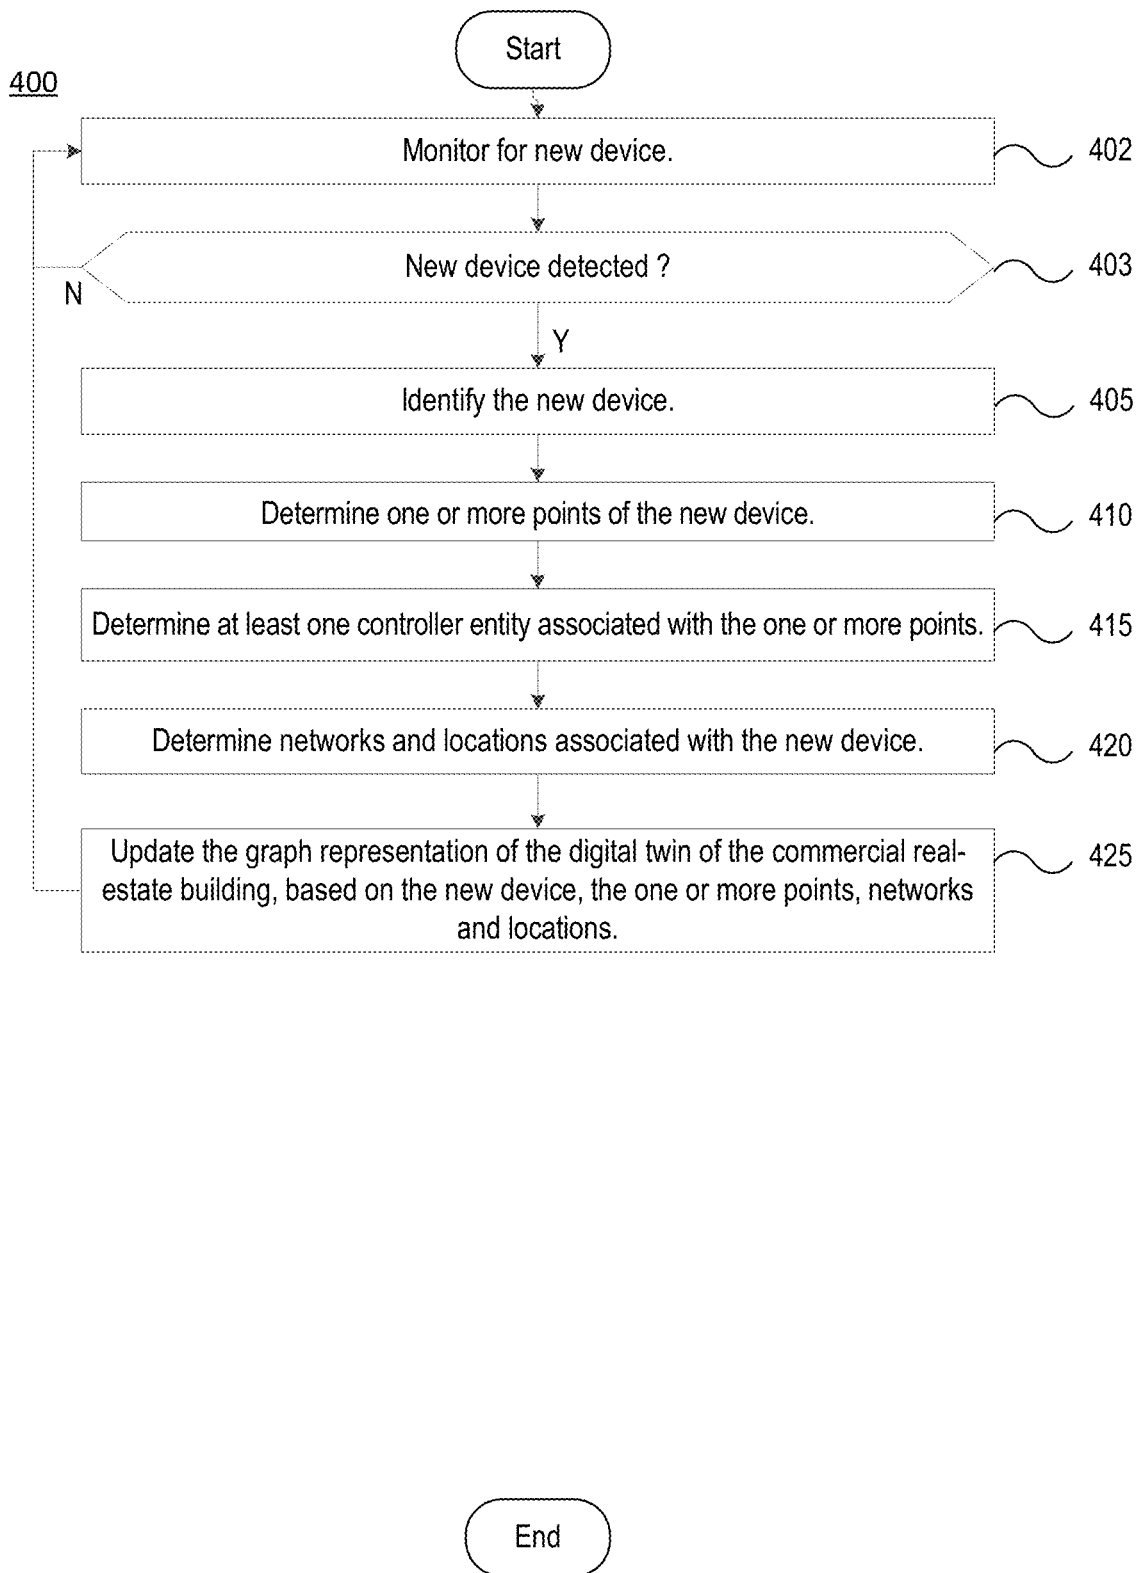 Start
400
Monitor for new device.
402
New device detected ?
403
N
Y
Identify the new device.
405
Determine one or more points of the new device.
410
Determine at least one controller entity associated with the one or more points.
415
Determine networks and locations associated with the new device.
420
Update the graph representation of the digital twin of the commercial real-
estate building, based on the new device, the one or more points, networks
and locations.
425
End